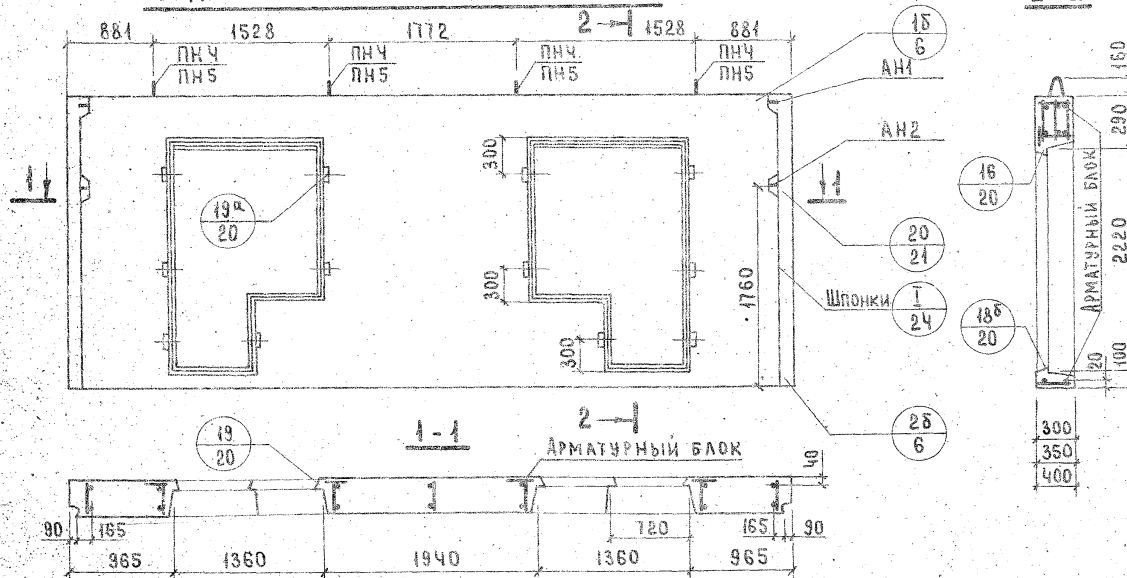 881 1528 1772 2 1528 881
ПН4 ПН4 ПН4 ПН4
ПН5 ПН5 ПН5 ПН5
1б
6
АН1
АН2
160
290
300
1
1
19а
20
16
20
20
21
АРМАТУРНЫЙ БЛОК
2220
300
1760
Шпонки
I
24
18б
20
300
20
100
2
2б
6
19
20
1-1
АРМАТУРНЫЙ БЛОК
40
300
350
400
90 165 720 165 90
965 1360 1940 1360 965